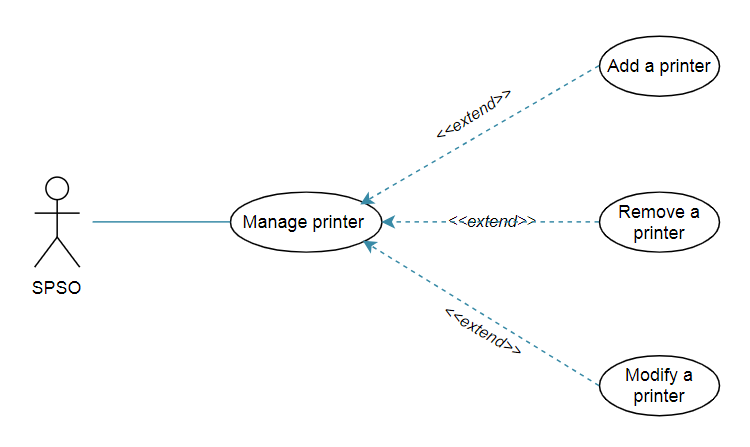 Add a printer
<<extend>>
Manage printer
<<extend>>
Remove a
printer
SPSO
<<extend>>
Modify a
printer